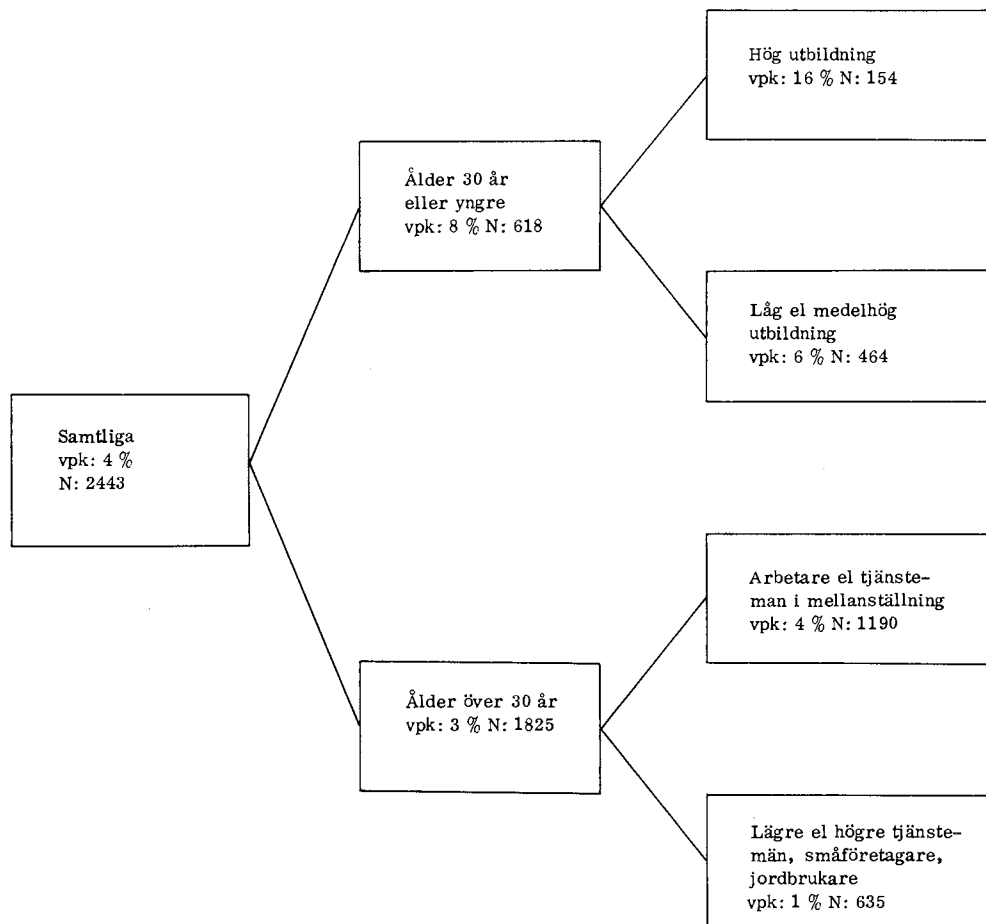 Hög utbildning
vpk: 16 % N: 154
Ålder 30 år
eller yngre
vpk: 8 % N: 618
Låg el medelhög
utbildning
vpk: 6 % N: 464
Samtliga
vpk: 4 %
N: 2443
Arbetare el tjänste-
man i mellanställning
vpk: 4 % N: 1190
Ålder över 30 år
vpk: 3 % N: 1825
Lägre el högre tjänste-
män, småföretagare,
jordbrukare
vpk: 1 % N: 635